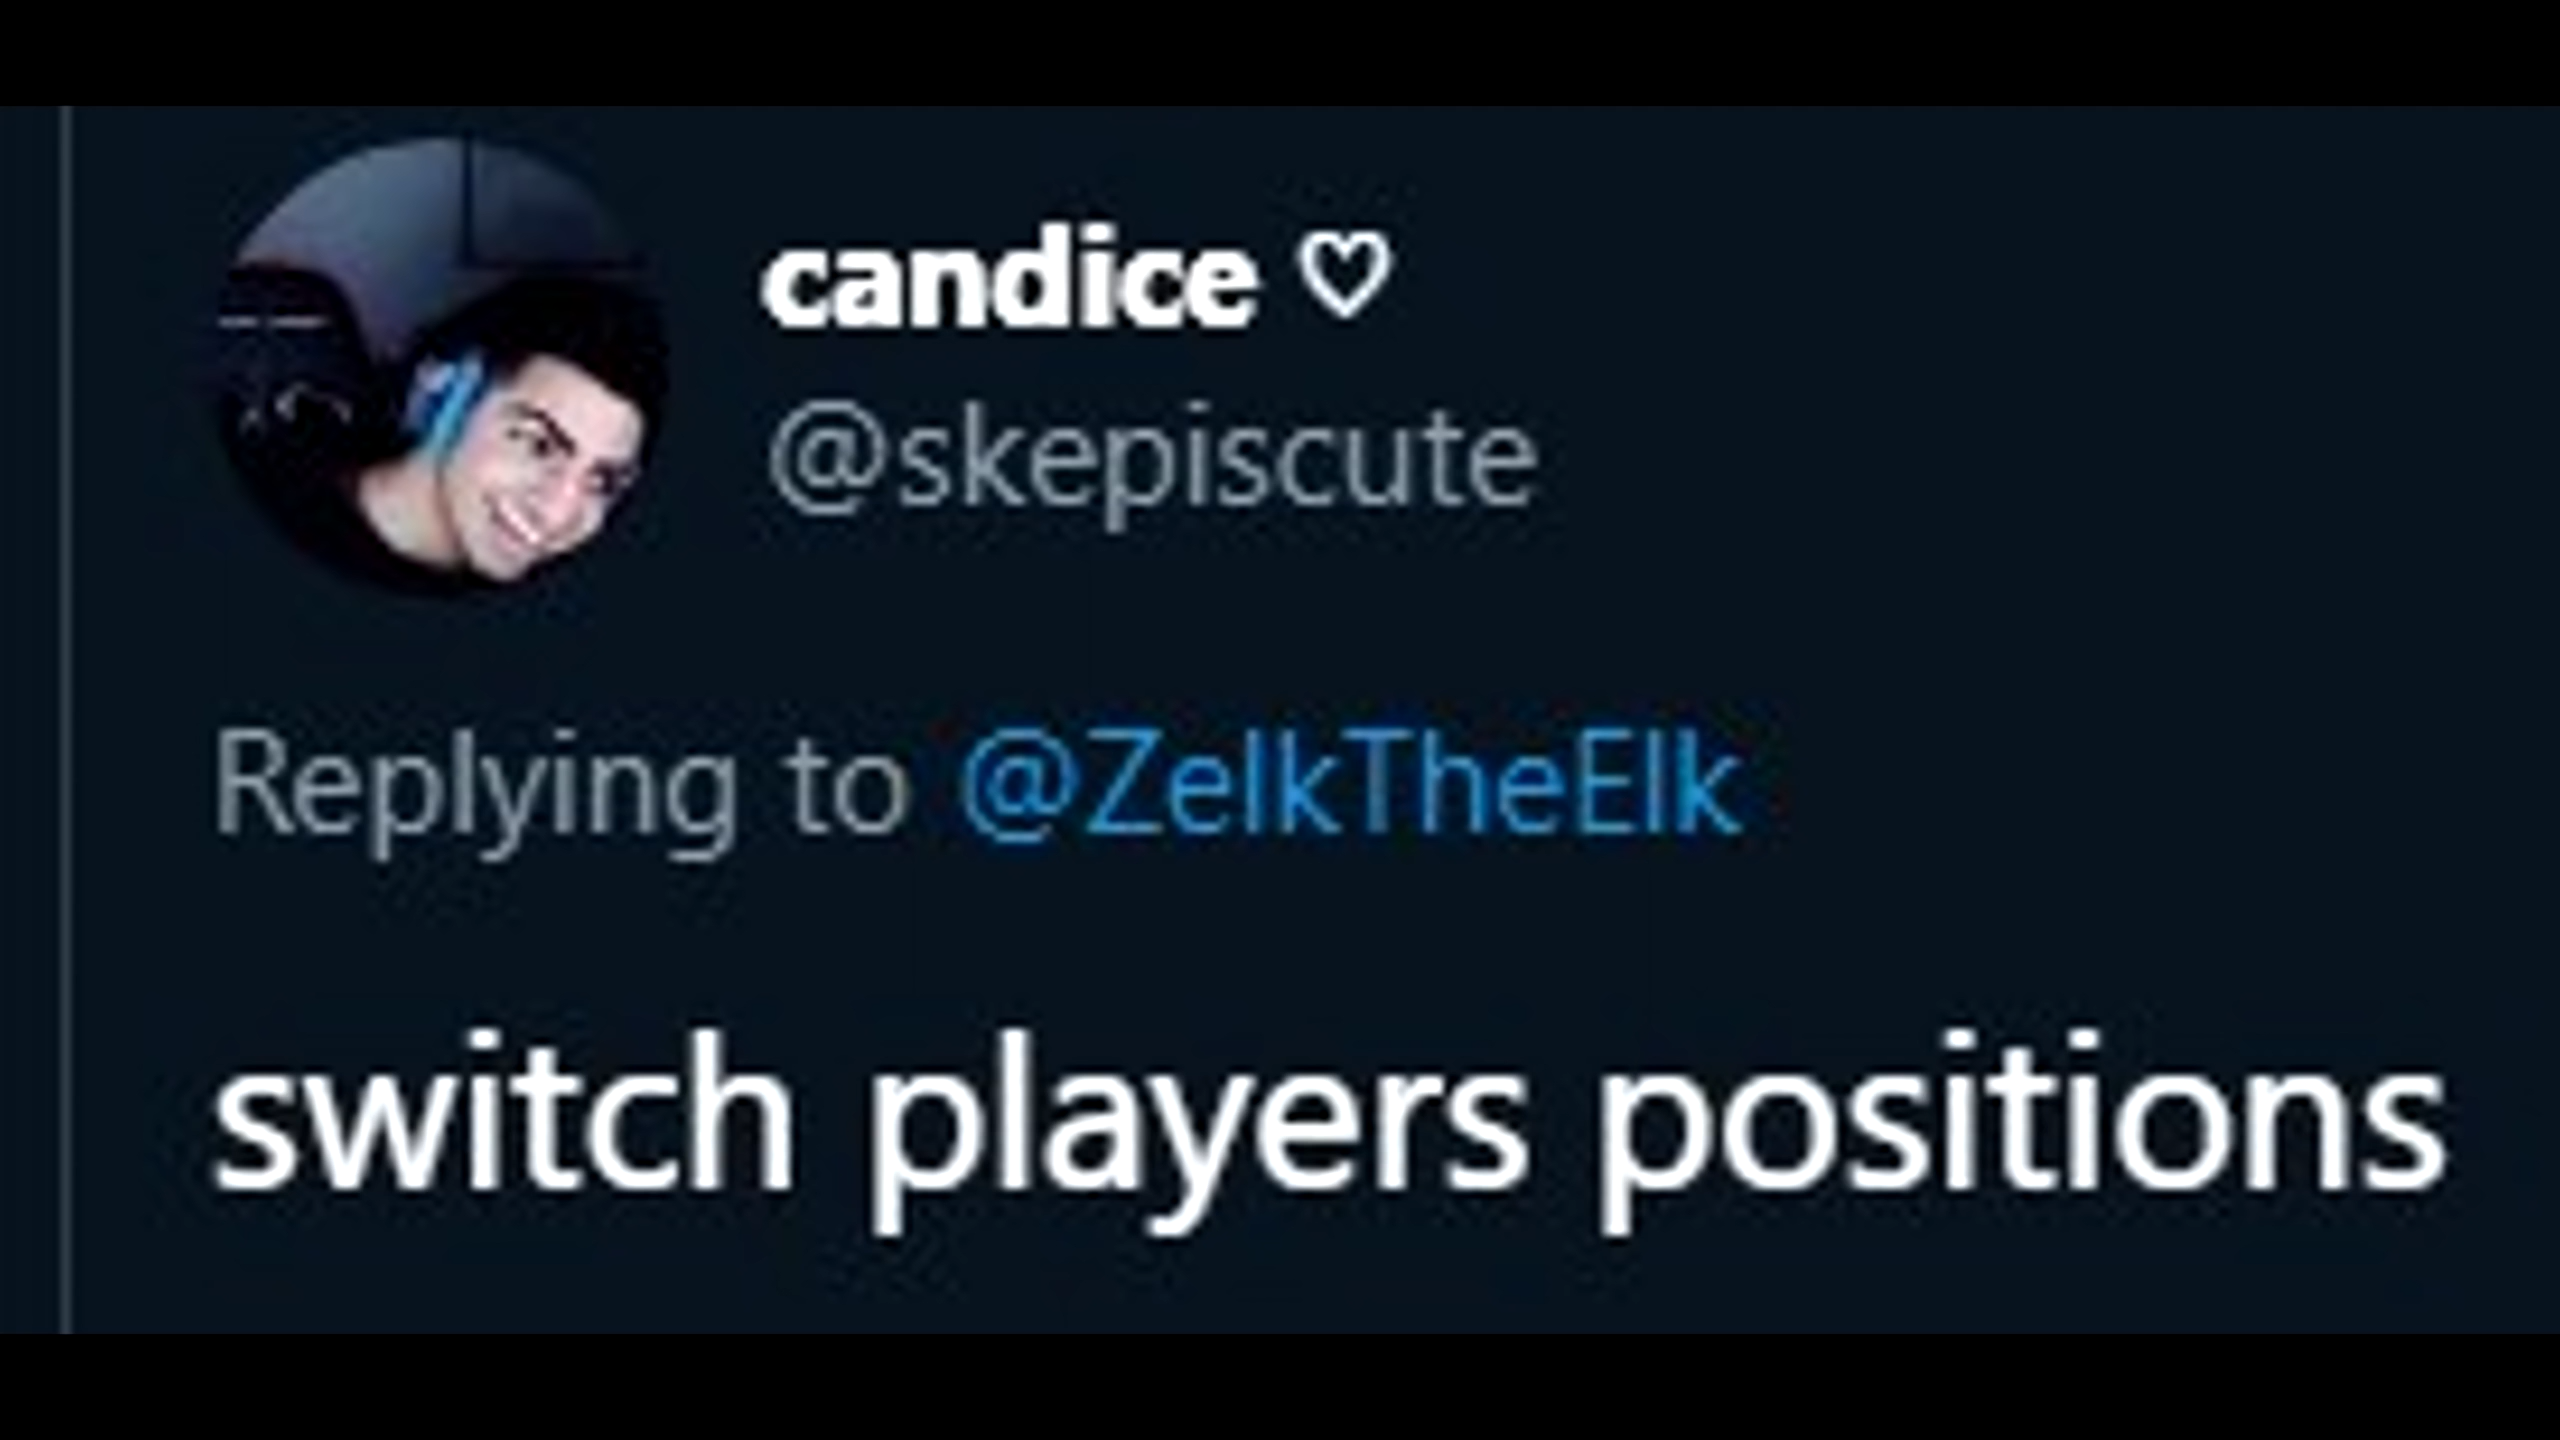 candice ♡
@skepiscute
Replying to @ZelkTheElk
switch players positions